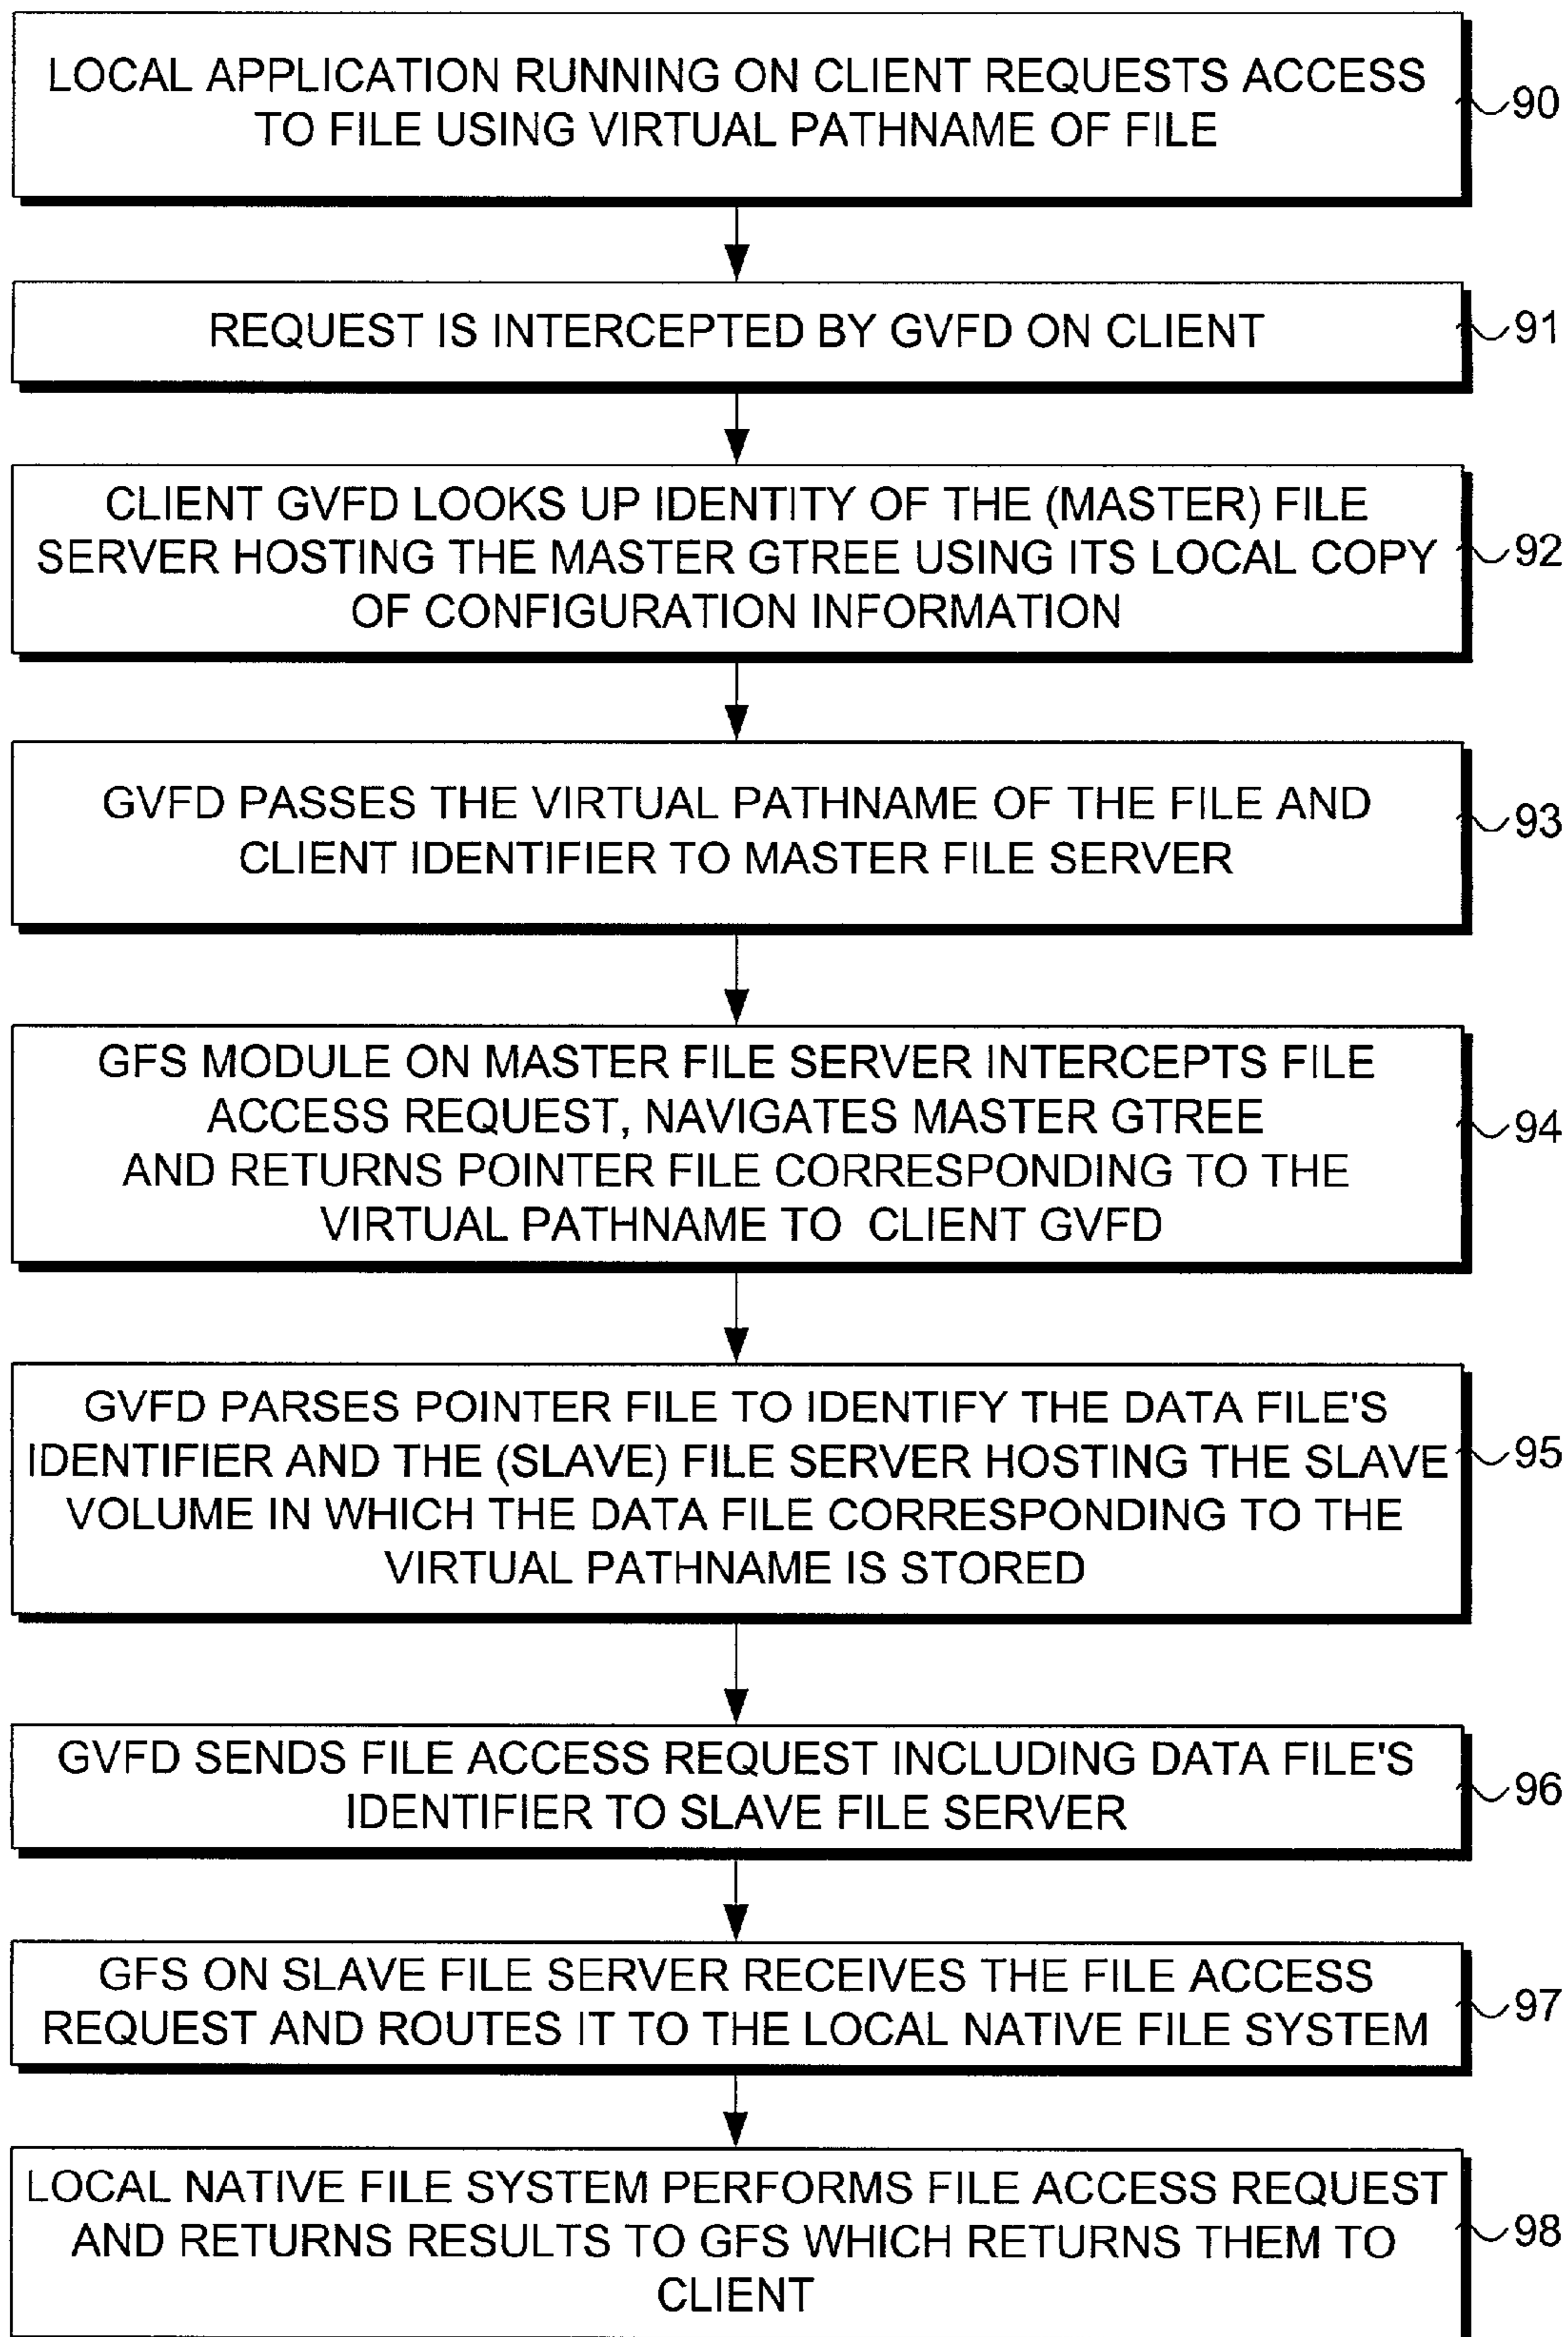 LOCAL APPLICATION RUNNING ON CLIENT REQUESTS ACCESS
TO FILE USING VIRTUAL PATHNAME OF FILE
90
REQUEST IS INTERCEPTED BY GVFD ON CLIENT
91
CLIENT GVFD LOOKS UP IDENTITY OF THE (MASTER) FILE
SERVER HOSTING THE MASTER GTREE USING ITS LOCAL COPY
OF CONFIGURATION INFORMATION
92
GVFD PASSES THE VIRTUAL PATHNAME OF THE FILE AND
CLIENT IDENTIFIER TO MASTER FILE SERVER
93
GFS MODULE ON MASTER FILE SERVER INTERCEPTS FILE
ACCESS REQUEST, NAVIGATES MASTER GTREE
AND RETURNS POINTER FILE CORRESPONDING TO THE
VIRTUAL PATHNAME TO CLIENT GVFD
94
GVFD PARSES POINTER FILE TO IDENTIFY THE DATA FILE'S
IDENTIFIER AND THE (SLAVE) FILE SERVER HOSTING THE SLAVE
VOLUME IN WHICH THE DATA FILE CORRESPONDING TO THE
VIRTUAL PATHNAME IS STORED
95
GVFD SENDS FILE ACCESS REQUEST INCLUDING DATA FILE'S
IDENTIFIER TO SLAVE FILE SERVER
96
GFS ON SLAVE FILE SERVER RECEIVES THE FILE ACCESS
REQUEST AND ROUTES IT TO THE LOCAL NATIVE FILE SYSTEM
97
LOCAL NATIVE FILE SYSTEM PERFORMS FILE ACCESS REQUEST
AND RETURNS RESULTS TO GFS WHICH RETURNS THEM TO
CLIENT
98